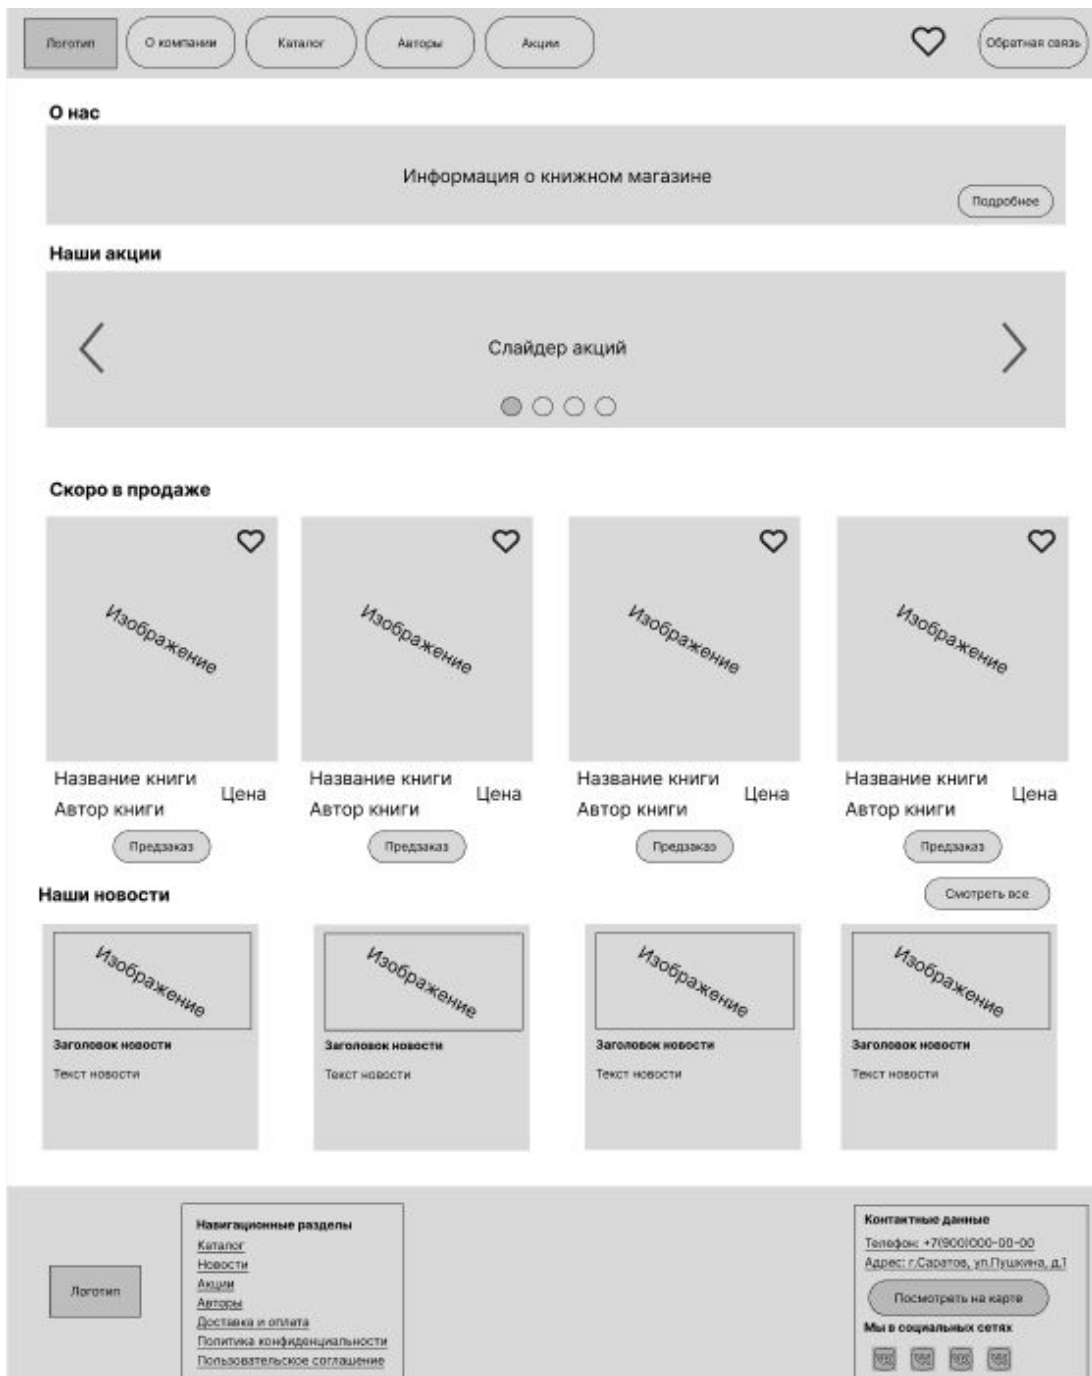 Логотип
О компании
Каталог
Авторы
Акции
Обратная связь
О нас
Информация о книжном магазине
Подробнее
Наши акции
Слайдер акций
Скоро в продаже
Изображение
Изображение
Изображение
Изображение
Название книги
Автор книги
Цена
Предзаказ
Название книги
Автор книги
Цена
Предзаказ
Название книги
Автор книги
Цена
Предзаказ
Название книги
Автор книги
Цена
Предзаказ
Наши новости
Смотреть все
Изображение
Заголовок новости
Текст новости
Изображение
Заголовок новости
Текст новости
Изображение
Заголовок новости
Текст новости
Изображение
Заголовок новости
Текст новости
Логотип
Навигационные разделы
Каталог
Новости
Акции
Авторы
Доставка и оплата
Политика конфиденциальности
Пользовательское соглашение
Контактные данные
Телефон: +7(900)000-00-00
Адрес: г.Саратов, ул.Пушкина, д.1
Посмотреть на карте
Мы в социальных сетях